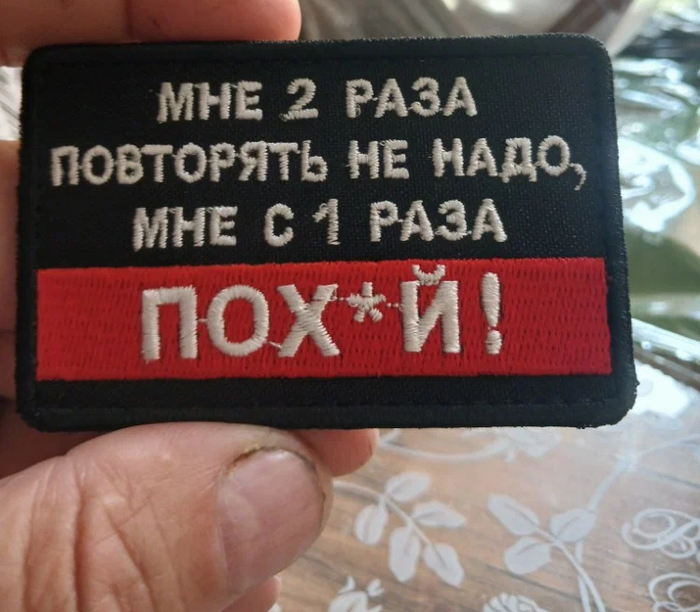 МНЕ 2 РАЗА
ПОВТОРЯТЬ НЕ НАДО,
МНЕ С 1 РАЗА
ПОХ*Й!